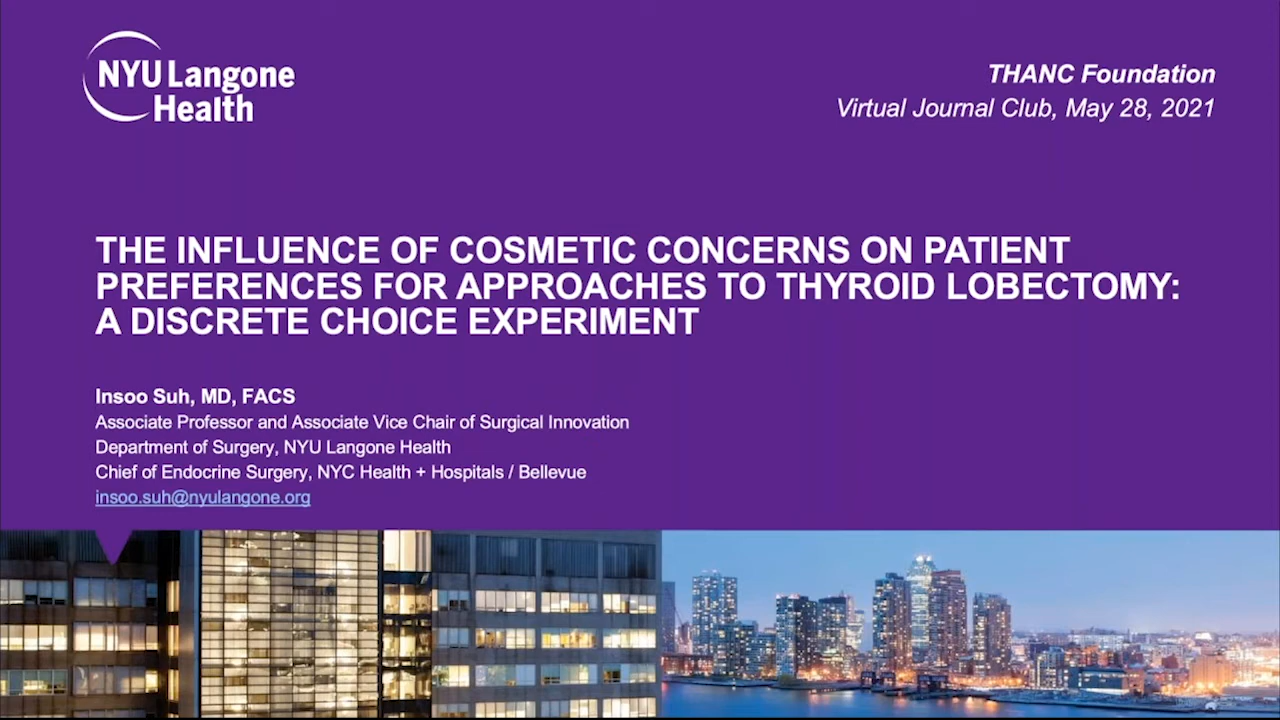 NYU Langone
Health
THANC Foundation
Virtual Journal Club, May 28, 2021
THE INFLUENCE OF COSMETIC CONCERNS ON PATIENT
PREFERENCES FOR APPROACHES TO THYROID LOBECTOMY:
A DISCRETE CHOICE EXPERIMENT
Insoo Suh, MD, FACS
Associate Professor and Associate Vice Chair of Surgical Innovation
Department of Surgery, NYU Langone Health
Chief of Endocrine Surgery, NYC Health + Hospitals / Bellevue
insoo.suh@nyulangone.org